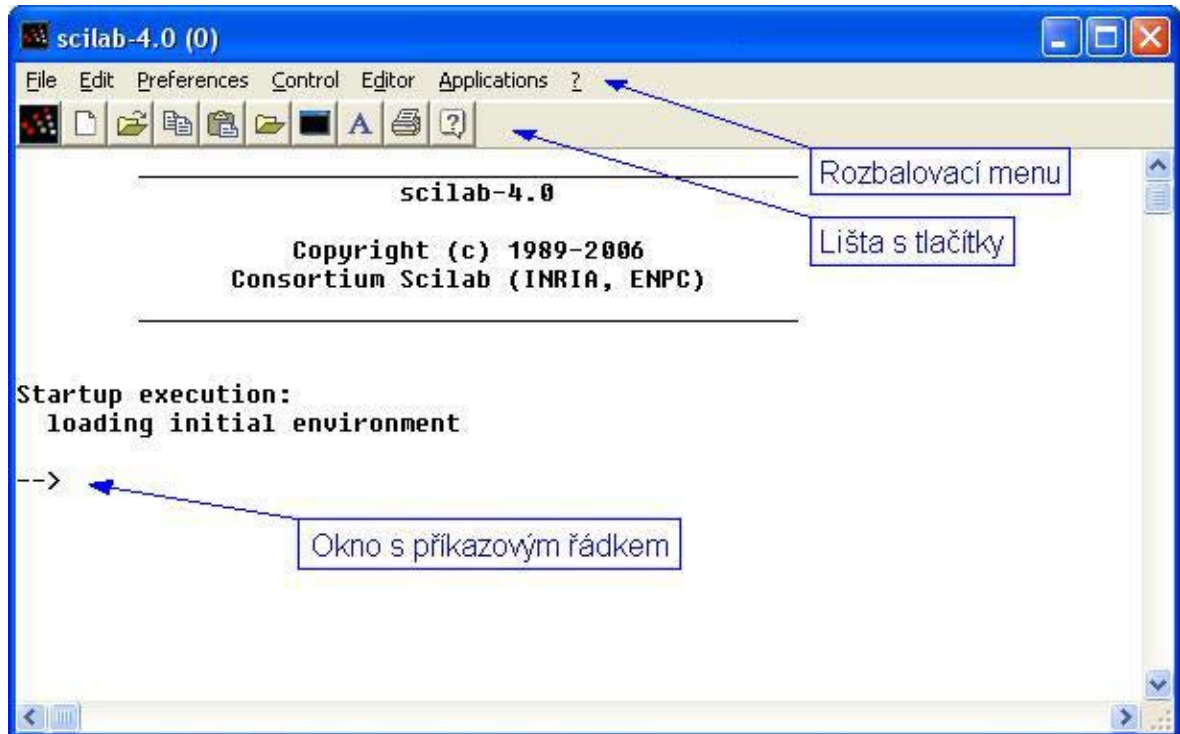 scilab-4.0 (0)
File Edit Preferences Control Editor Applications ?
Rozbalovací menu
scilab-4.0
Lišta s tlačítky
Copyright (c) 1989-2006
Consortium Scilab (INRIA, ENPC)
Startup execution:
loading initial environment
-->
Okno s příkazovým řádkem